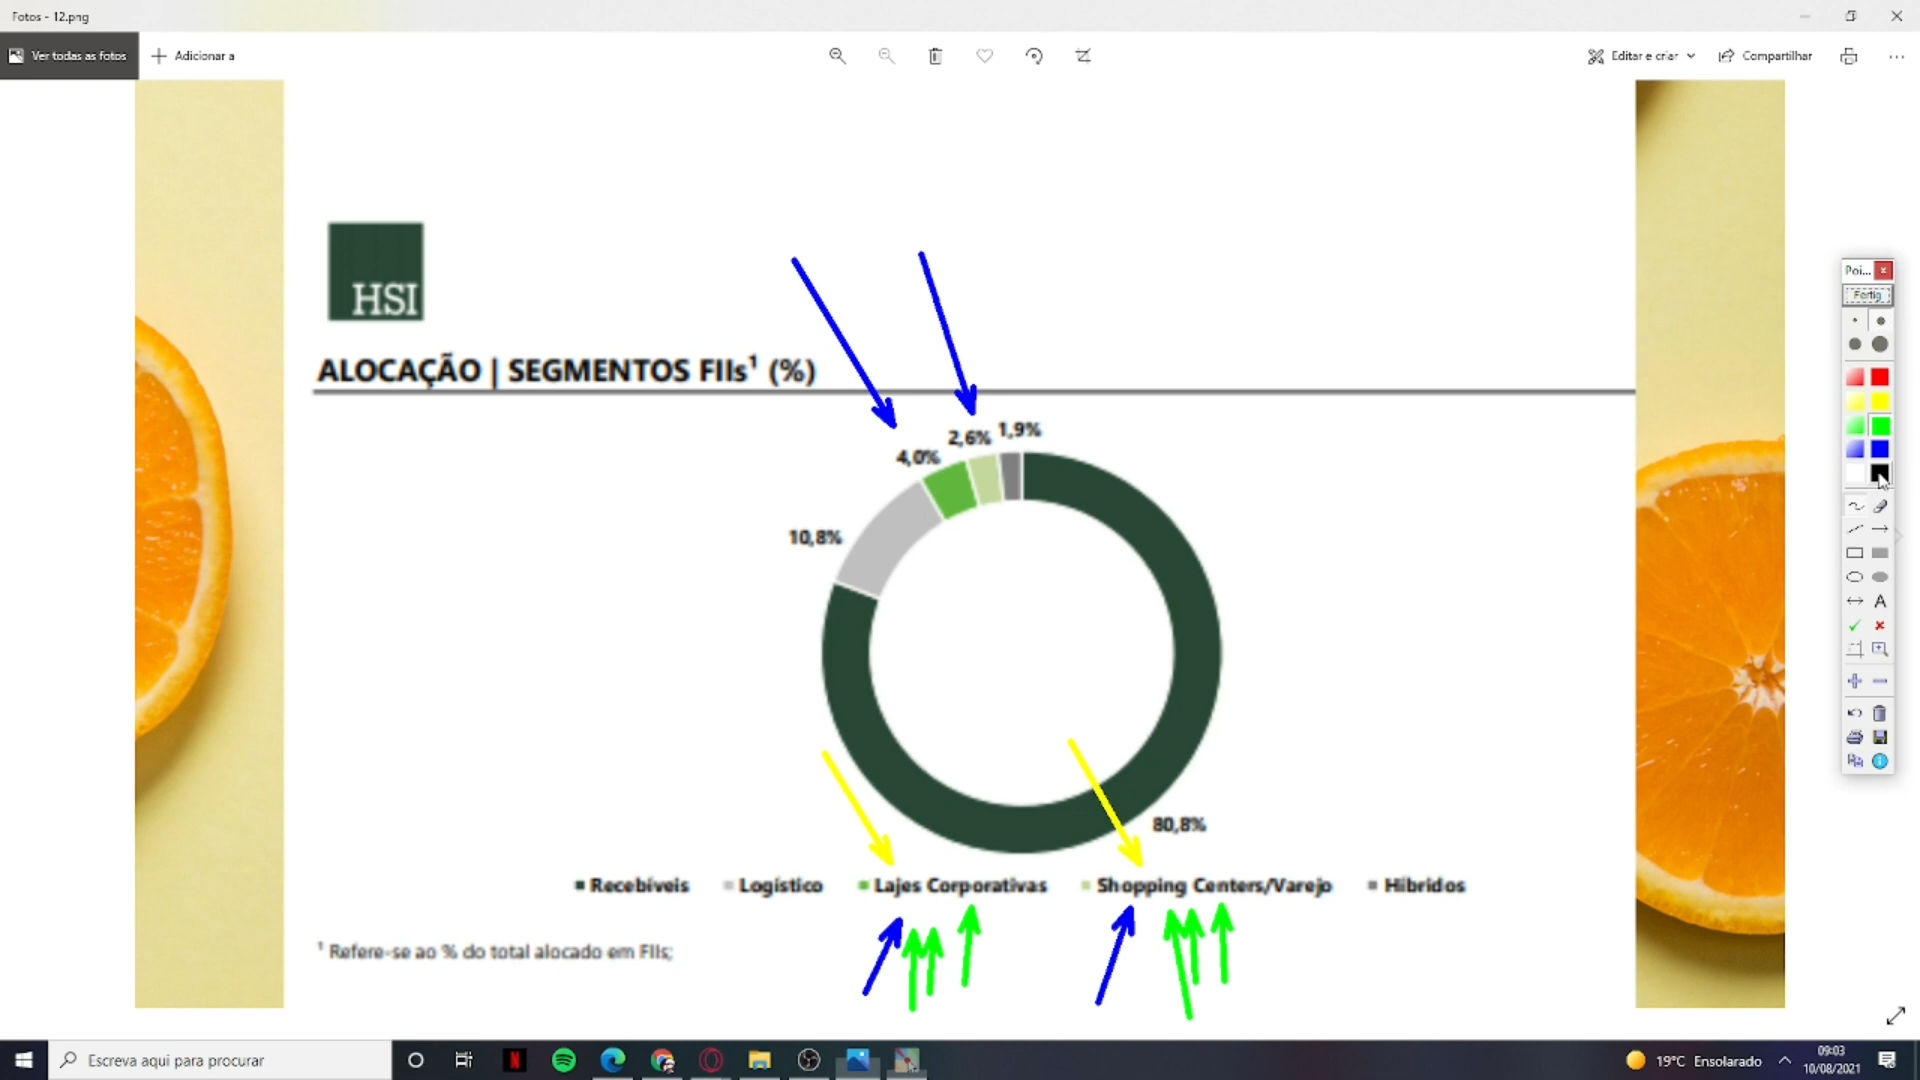 Fotos - 12.png
Ver todas as fotos
Adicionar a
Editar e criar
Compartilhar
HSI
ALOCAÇÃO | SEGMENTOS FIIs¹ (%)
1,9%
2,6%
4,0%
10,8%
80,8%
Recebíveis
Logístico
Lajes Corporativas
Shopping Centers/Varejo
Híbridos
¹ Refere-se ao % do total alocado em FIIs;
Poi...
Fertig
A
Escreva aqui para procurar
19°C Ensolarado
09:03
10/08/2021